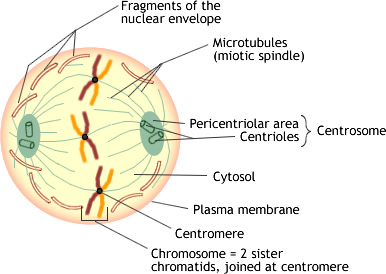 Fragments of the
nuclear envelope
Microtubules
(miotic spindle)
Pericentriolar area
Centrioles
Centrosome
Cytosol
Plasma membrane
Centromere
Chromosome = 2 sister
chromatids, joined at centromere